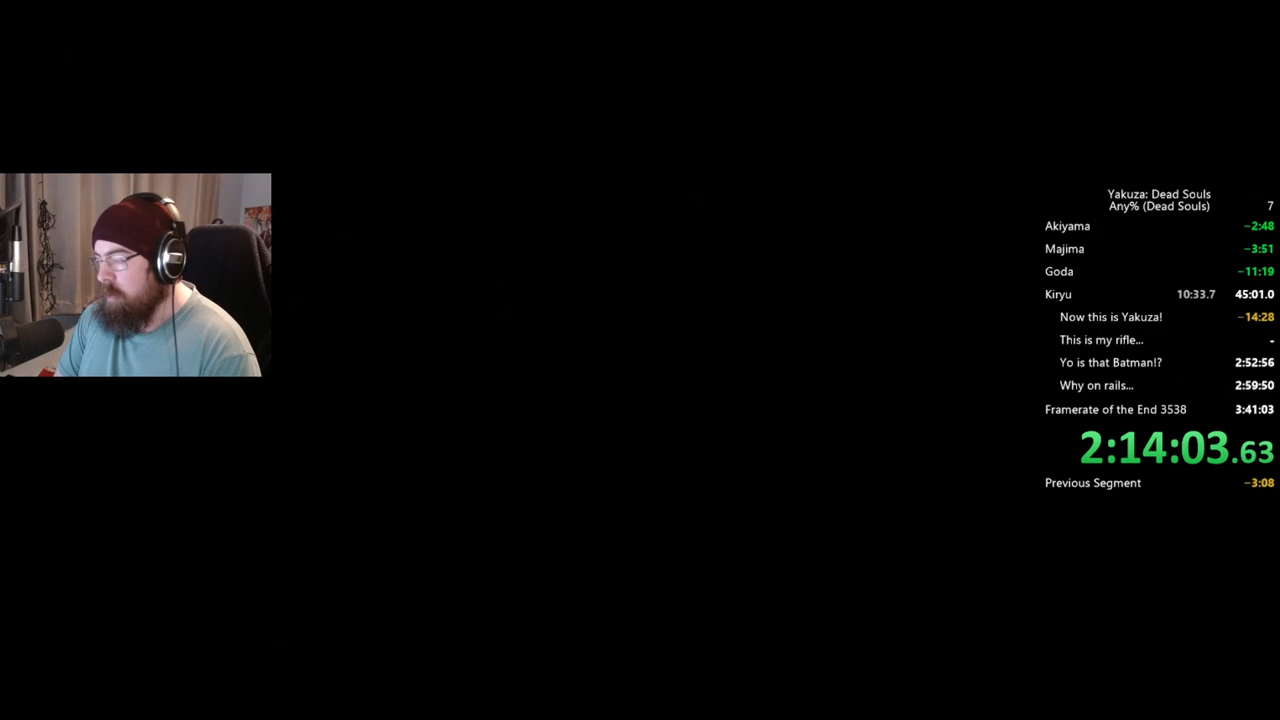 Yakuza: Dead Souls
Any% (Dead Souls) 7
Akiyama −2:48
Majima −3:51
Goda −11:19
Kiryu 10:33.7 45:01.0
Now this is Yakuza! −14:28
This is my rifle... -
Yo is that Batman!? 2:52:56
Why on rails... 2:59:50
Framerate of the End 3538 3:41:03
2:14:03.63
Previous Segment −3:08